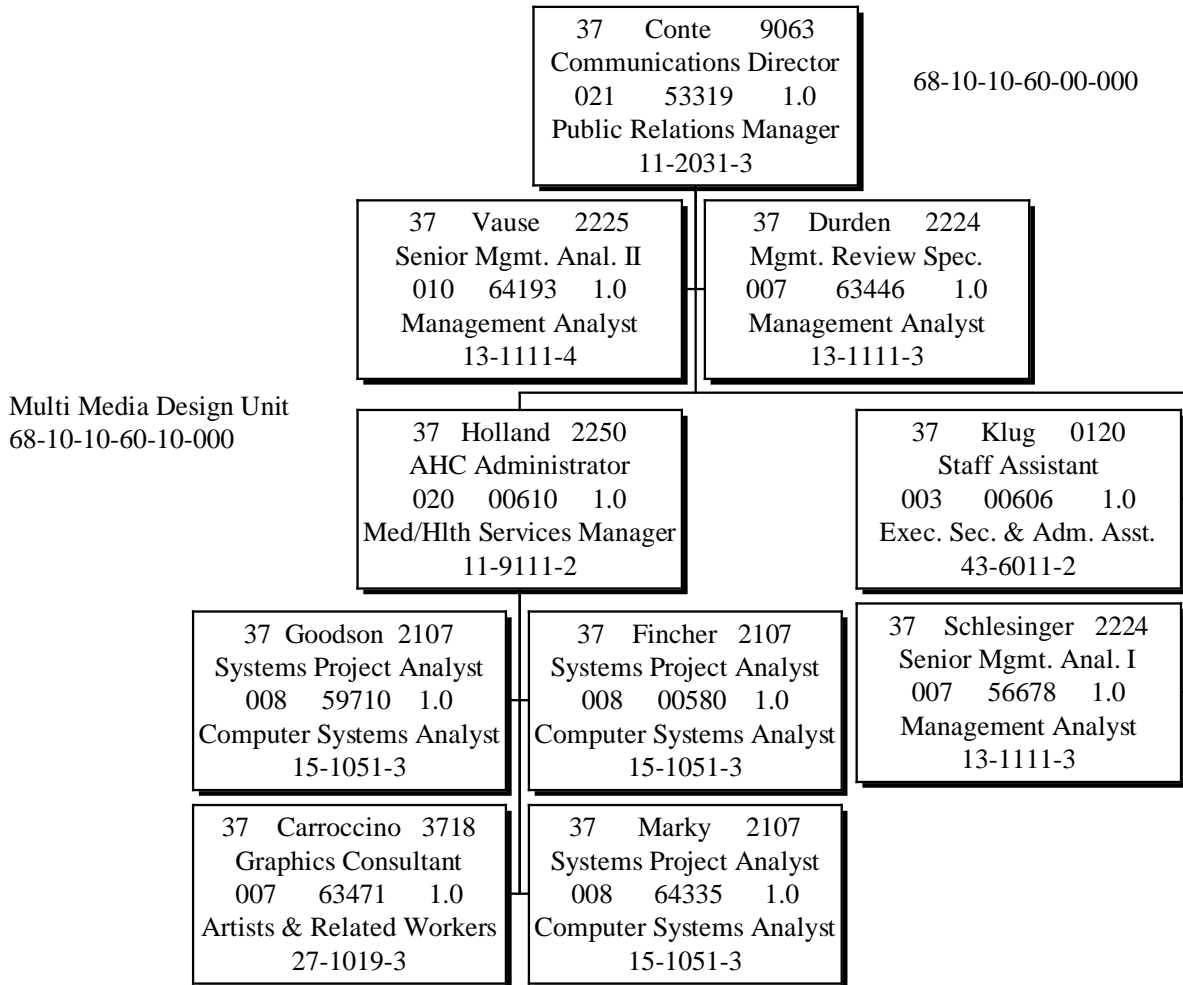 37 Conte 9063
Communications Director
021 53319 1.0
Public Relations Manager
11-2031-3
68-10-10-60-00-000
37 Vause 2225
Senior Mgmt. Anal. II
010 64193 1.0
Management Analyst
13-1111-4
37 Durden 2224
Mgmt. Review Spec.
007 63446 1.0
Management Analyst
13-1111-3
Multi Media Design Unit
68-10-10-60-10-000
37 Holland 2250
AHC Administrator
020 00610 1.0
Med/Hlth Services Manager
11-9111-2
37 Klug 0120
Staff Assistant
003 00606 1.0
Exec. Sec. & Adm. Asst.
43-6011-2
37 Goodson 2107
Systems Project Analyst
008 59710 1.0
Computer Systems Analyst
15-1051-3
37 Fincher 2107
Systems Project Analyst
008 00580 1.0
Computer Systems Analyst
15-1051-3
37 Schlesinger 2224
Senior Mgmt. Anal. I
007 56678 1.0
Management Analyst
13-1111-3
37 Carroccino 3718
Graphics Consultant
007 63471 1.0
Artists & Related Workers
27-1019-3
37 Marky 2107
Systems Project Analyst
008 64335 1.0
Computer Systems Analyst
15-1051-3